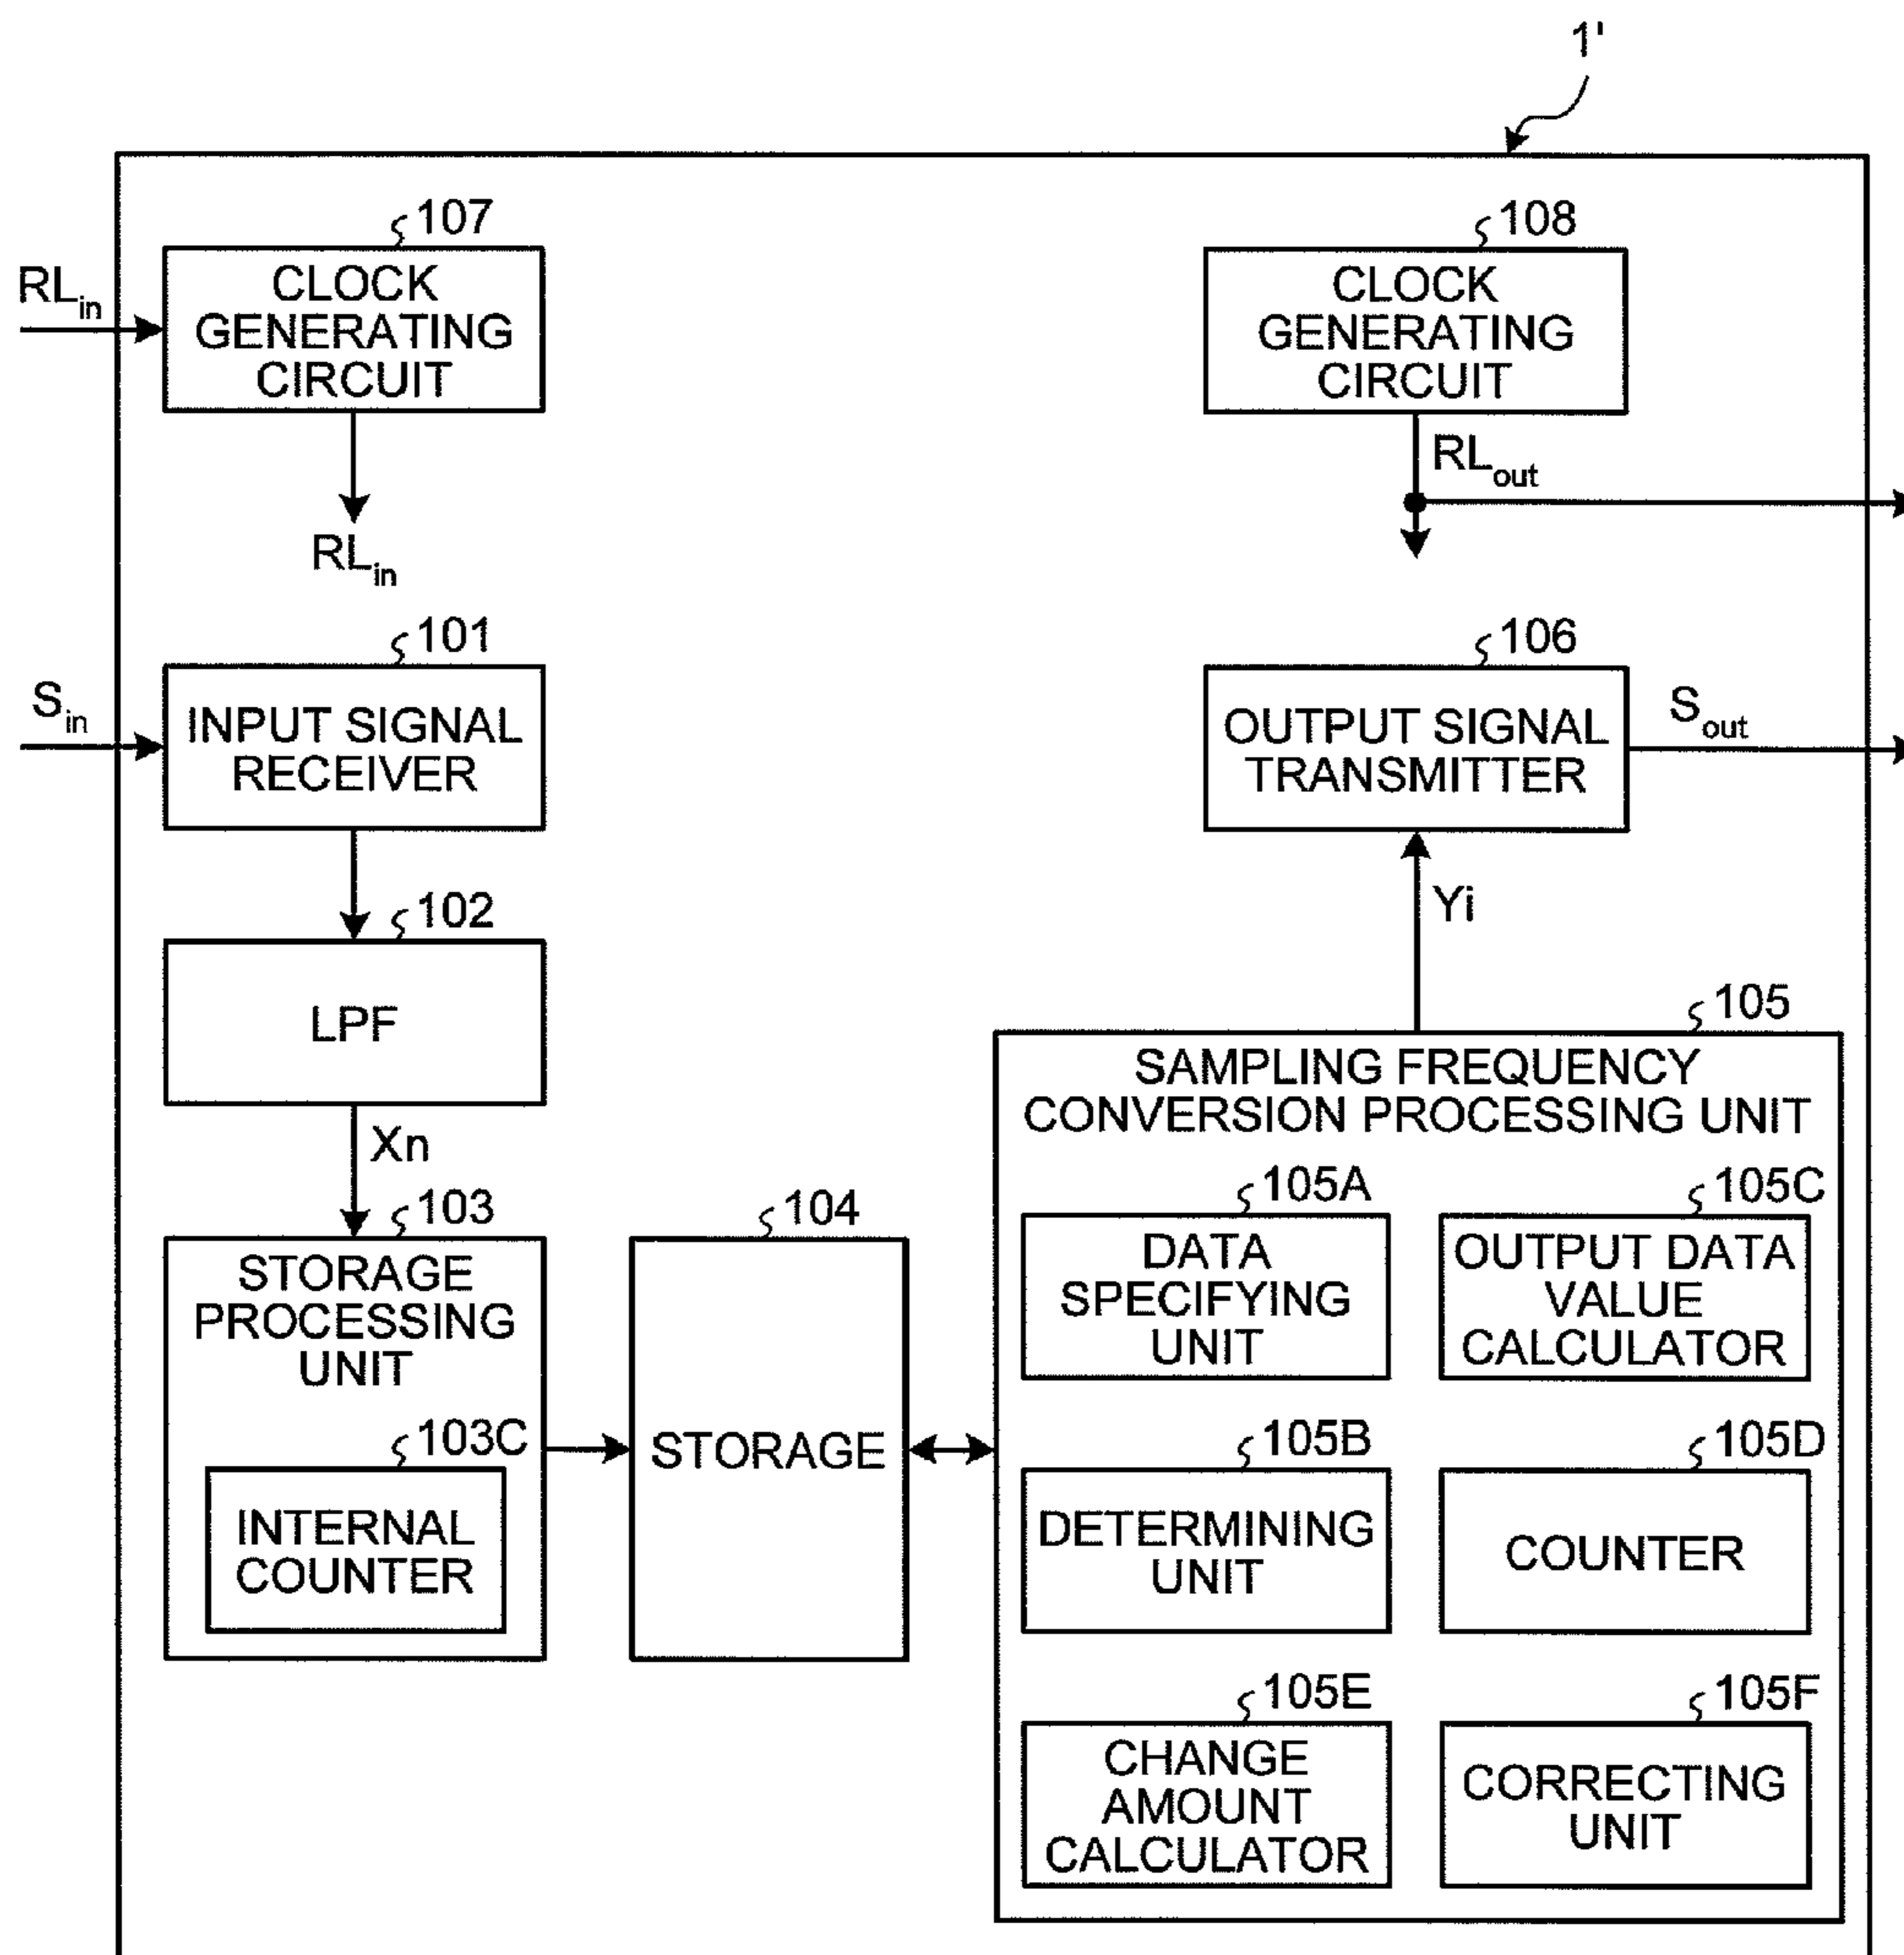 1'
107
108
RLin
CLOCK
GENERATING
CIRCUIT
CLOCK
GENERATING
CIRCUIT
RLin
RLout
101
106
Sin
INPUT SIGNAL
RECEIVER
OUTPUT SIGNAL
TRANSMITTER
Sout
102
LPF
Yi
Xn
105
SAMPLING FREQUENCY
CONVERSION PROCESSING UNIT
103
STORAGE
PROCESSING
UNIT
103C
INTERNAL
COUNTER
104
STORAGE
105A
DATA
SPECIFYING
UNIT
105C
OUTPUT DATA
VALUE
CALCULATOR
105B
DETERMINING
UNIT
105D
COUNTER
105E
CHANGE
AMOUNT
CALCULATOR
105F
CORRECTING
UNIT